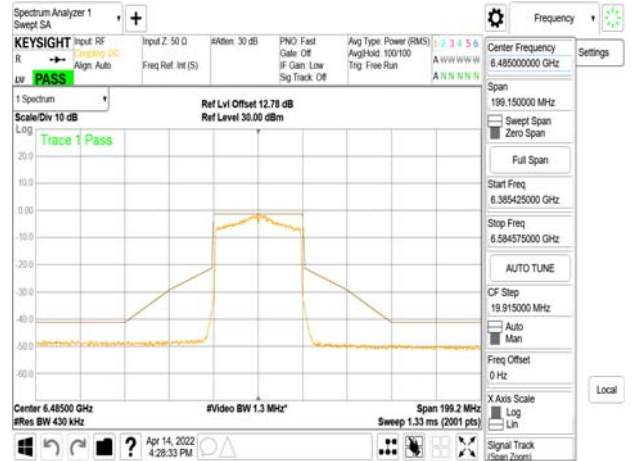 Spectrum Analyzer 1
Swept SA
+
Frequency
KEYSIGHT
R
LU PASS
Input: RF
Coupling: DC
Align: Auto
Input Z: 50 Ω
Freq Ref: Int (S)
#Atten: 30 dB
PNO: Fast
Gate: Off
IF Gain: Low
Sig Track: Off
Avg Type: Power (RMS)
Avg|Hold: 100/100
Trig: Free Run
1 2 3 4 5 6
A W W W W W
A N N N N N
1 Spectrum
Scale/Div 10 dB
Ref Lvl Offset 12.78 dB
Ref Level 30.00 dBm
Log
Trace 1 Pass
20.0
10.0
0.00
-10.0
-20.0
-30.0
-40.0
-50.0
-60.0
Center 6.48500 GHz
#Video BW 1.3 MHz*
Span 199.2 MHz
#Res BW 430 kHz
Sweep 1.33 ms (2001 pts)
?
Apr 14, 2022
4:28:33 PM
Center Frequency
6.485000000 GHz
Settings
Span
199.150000 MHz
Swept Span
Zero Span
Full Span
Start Freq
6.385425000 GHz
Stop Freq
6.584575000 GHz
AUTO TUNE
CF Step
19.915000 MHz
Auto
Man
Freq Offset
0 Hz
X Axis Scale
Log
Lin
Local
Signal Track
(Span Zoom)